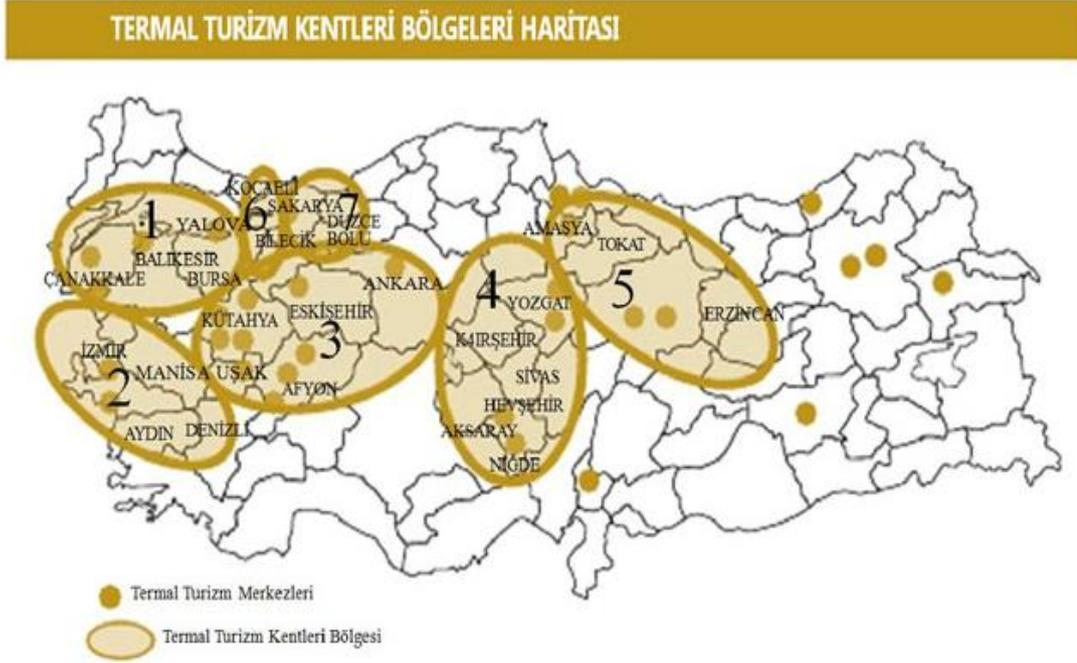 TERMAL TURİZM KENTLERİ BÖLGELERİ HARİTASI
1
YALOVA
BALIKESİR
ÇANAKKALE
BURSA
6
KOCAELİ
SAKARYA
BİLECİK
7
DÜZCE
BOLU
2
İZMİR
MANİSA
AYDIN
DENİZLİ
3
ANKARA
ESKİŞEHİR
KÜTAHYA
UŞAK
AFYON
4
YOZGAT
K4IRŞEHİR
SİVAS
HEVŞEHİR
AKSARAY
NİĞDE
5
AMASYA
TOKAT
ERZİNCAN
Termal Turizm Merkezleri
Termal Turizm Kentleri Bölgesi